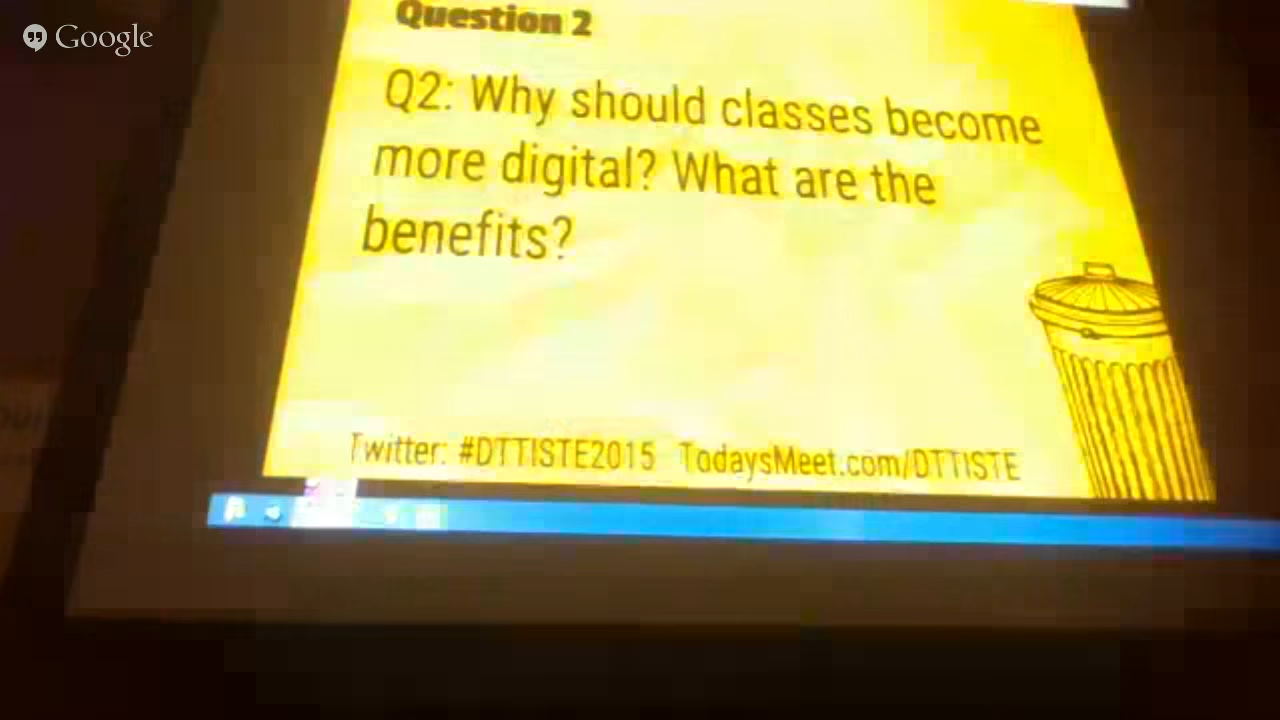 Google
Question 2
Q2: Why should classes become
more digital? What are the
benefits?
Twitter: #DTTISTE2015 TodaysMeet.com/DTTISTE